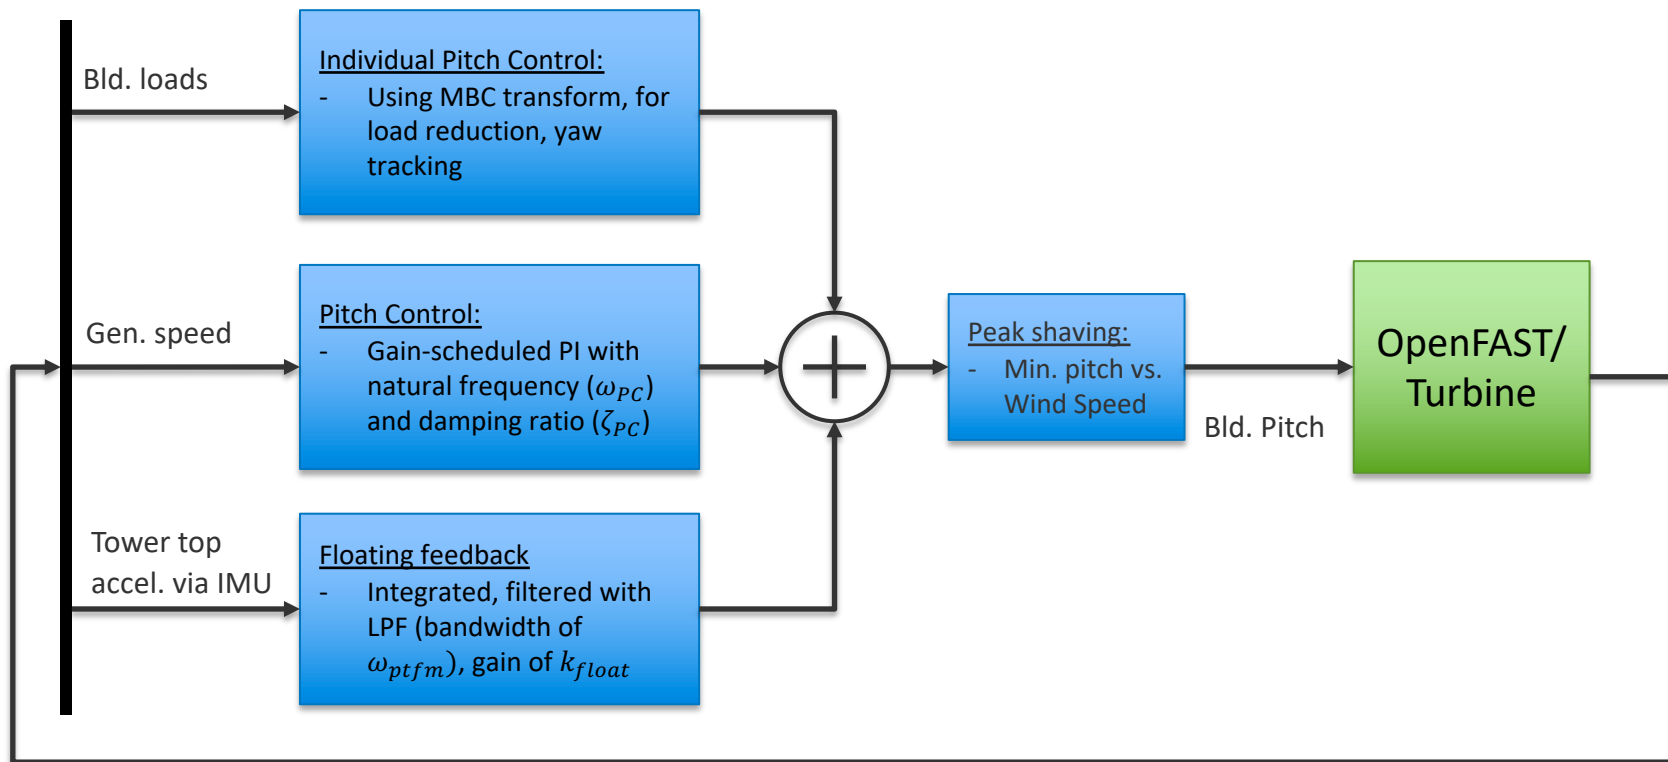 Bld. loads
Individual Pitch Control:
- Using MBC transform, for
load reduction, yaw
tracking
Gen. speed
Pitch Control:
- Gain-scheduled PI with
natural frequency (ω_PC)
and damping ratio (ζ_PC)
Peak shaving:
- Min. pitch vs.
Wind Speed
Bld. Pitch
OpenFAST/
Turbine
Tower top
accel. via IMU
Floating feedback
- Integrated, filtered with
LPF (bandwidth of
ω_ptfm), gain of k_float